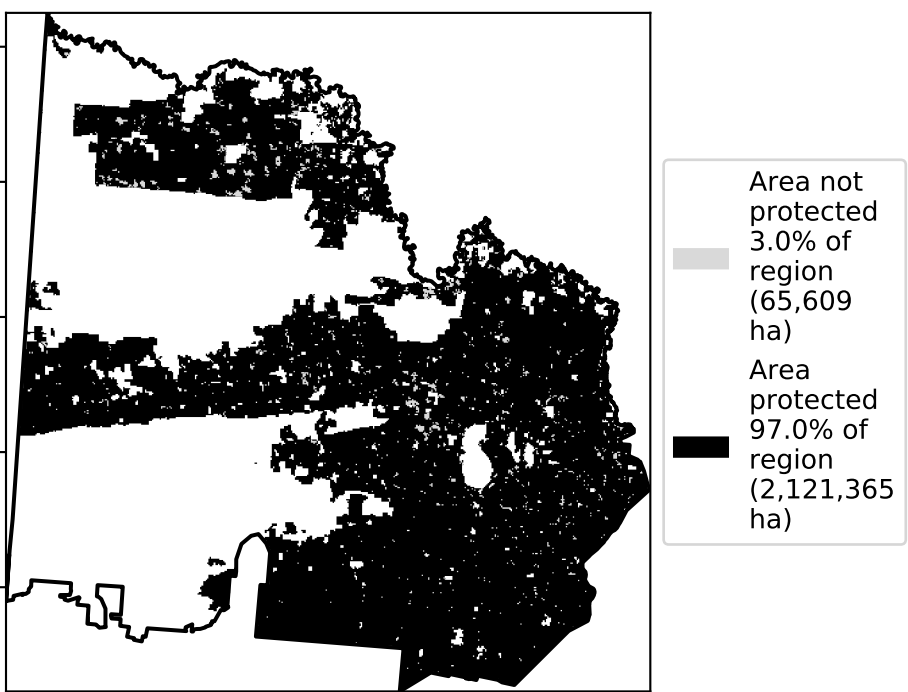 Area not
protected
3.0% of
region
(65,609
ha)
Area
protected
97.0% of
region
(2,121,365
ha)